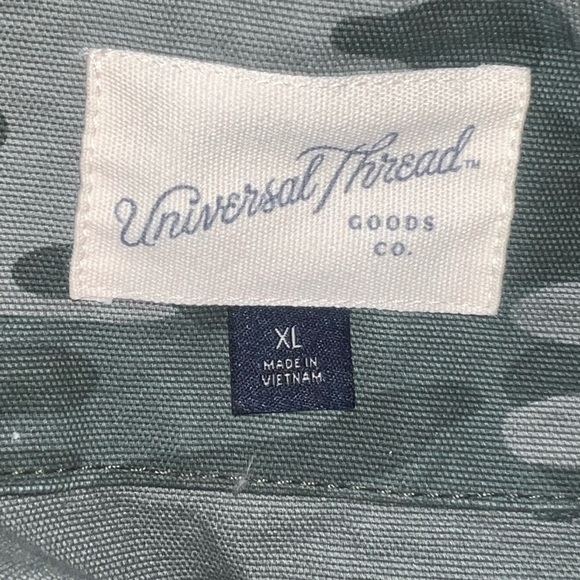 Universal Thread™
GOODS
CO.
XL
MADE IN
VIETNAM